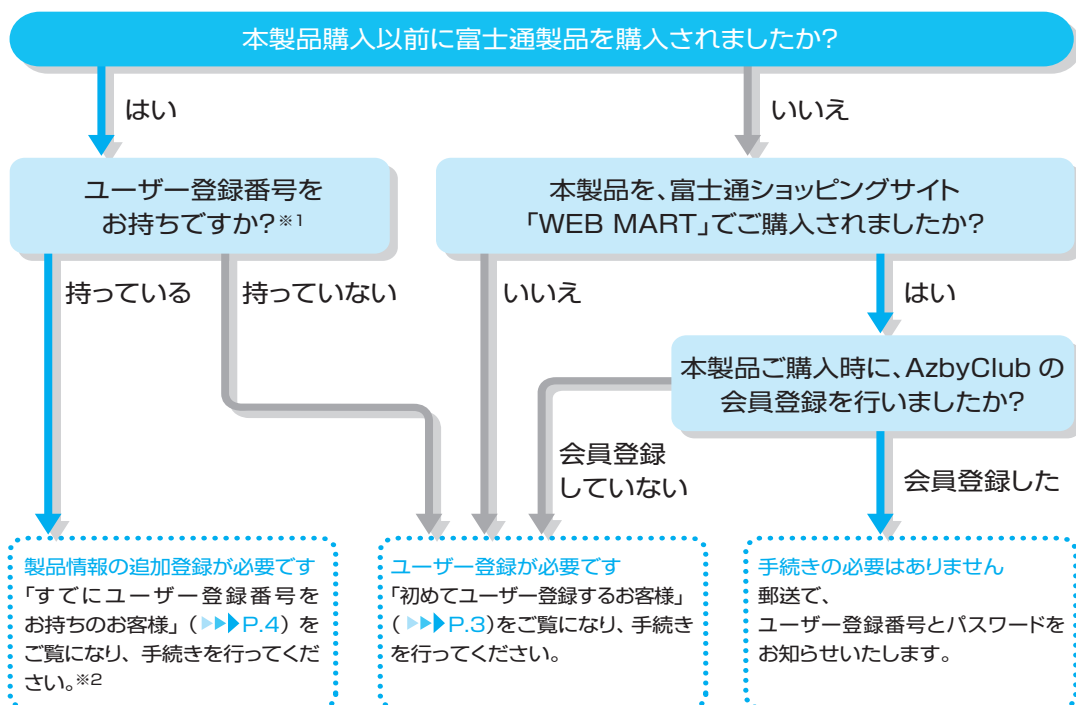 本製品購入以前に富士通製品を購入されましたか?
はい
いいえ
ユーザー登録番号を
お持ちですか?※1
本製品を、富士通ショッピングサイト
「WEB MART」でご購入されましたか?
持っている
持っていない
いいえ
はい
本製品ご購入時に、AzbyClub の
会員登録を行いましたか?
会員登録
していない
会員登録した
製品情報の追加登録が必要です
「すでにユーザー登録番号を
お持ちのお客様」（▶▶▶P.4）を
ご覧になり、手続きを行ってくだ
さい。※2
ユーザー登録が必要です
「初めてユーザー登録するお客様」
（▶▶▶P.3)をご覧になり、手続き
を行ってください。
手続きの必要はありません
郵送で、
ユーザー登録番号とパスワードを
お知らせいたします。